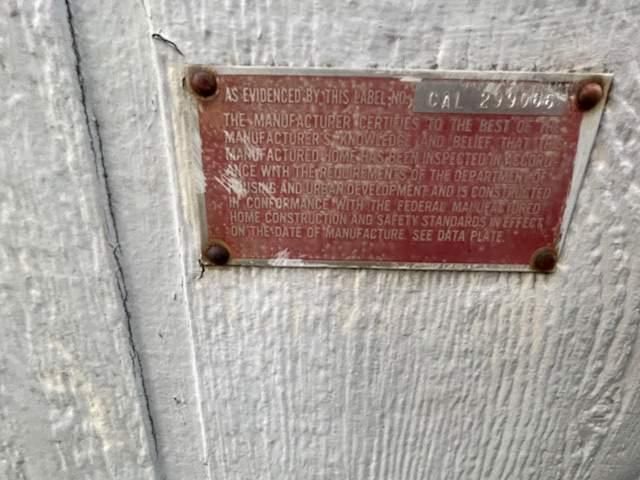 AS EVIDENCED BY THIS LABEL NO. CAL 299006
THE MANUFACTURER CERTIFIES TO THE BEST OF THE
MANUFACTURER'S KNOWLEDGE AND BELIEF THAT THIS
MANUFACTURED HOME HAS BEEN INSPECTED IN ACCORD-
ANCE WITH THE REQUIREMENTS OF THE DEPARTMENT OF
HOUSING AND URBAN DEVELOPMENT AND IS CONSTRUCTED
IN CONFORMANCE WITH THE FEDERAL MANUFACTURED
HOME CONSTRUCTION AND SAFETY STANDARDS IN EFFECT
ON THE DATE OF MANUFACTURE. SEE DATA PLATE.